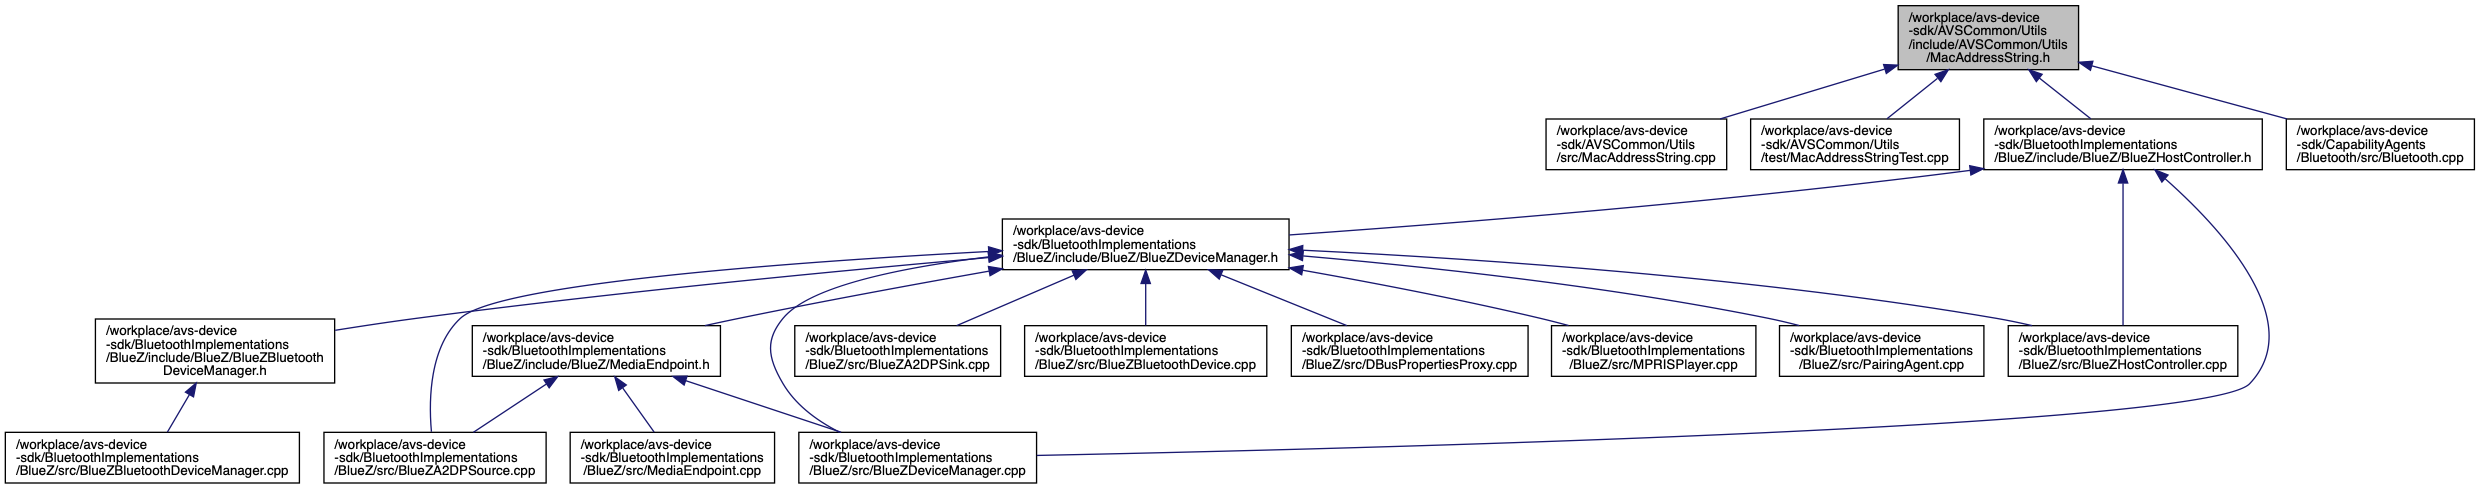 /workplace/avs-device
-sdk/AVSCommon/Utils
/include/AVSCommon/Utils
/MacAddressString.h
/workplace/avs-device
-sdk/AVSCommon/Utils
/src/MacAddressString.cpp
/workplace/avs-device
-sdk/AVSCommon/Utils
/test/MacAddressStringTest.cpp
/workplace/avs-device
-sdk/BluetoothImplementations
/BlueZ/include/BlueZ/BlueZHostController.h
/workplace/avs-device
-sdk/CapabilityAgents
/Bluetooth/src/Bluetooth.cpp
/workplace/avs-device
-sdk/BluetoothImplementations
/BlueZ/include/BlueZ/BlueZDeviceManager.h
/workplace/avs-device
-sdk/BluetoothImplementations
/BlueZ/include/BlueZ/BlueZBluetooth
DeviceManager.h
/workplace/avs-device
-sdk/BluetoothImplementations
/BlueZ/include/BlueZ/MediaEndpoint.h
/workplace/avs-device
-sdk/BluetoothImplementations
/BlueZ/src/BlueZA2DPSink.cpp
/workplace/avs-device
-sdk/BluetoothImplementations
/BlueZ/src/BlueZBluetoothDevice.cpp
/workplace/avs-device
-sdk/BluetoothImplementations
/BlueZ/src/DBusPropertiesProxy.cpp
/workplace/avs-device
-sdk/BluetoothImplementations
/BlueZ/src/MPRISPlayer.cpp
/workplace/avs-device
-sdk/BluetoothImplementations
/BlueZ/src/PairingAgent.cpp
/workplace/avs-device
-sdk/BluetoothImplementations
/BlueZ/src/BlueZHostController.cpp
/workplace/avs-device
-sdk/BluetoothImplementations
/BlueZ/src/BlueZBluetoothDeviceManager.cpp
/workplace/avs-device
-sdk/BluetoothImplementations
/BlueZ/src/BlueZA2DPSource.cpp
/workplace/avs-device
-sdk/BluetoothImplementations
/BlueZ/src/MediaEndpoint.cpp
/workplace/avs-device
-sdk/BluetoothImplementations
/BlueZ/src/BlueZDeviceManager.cpp